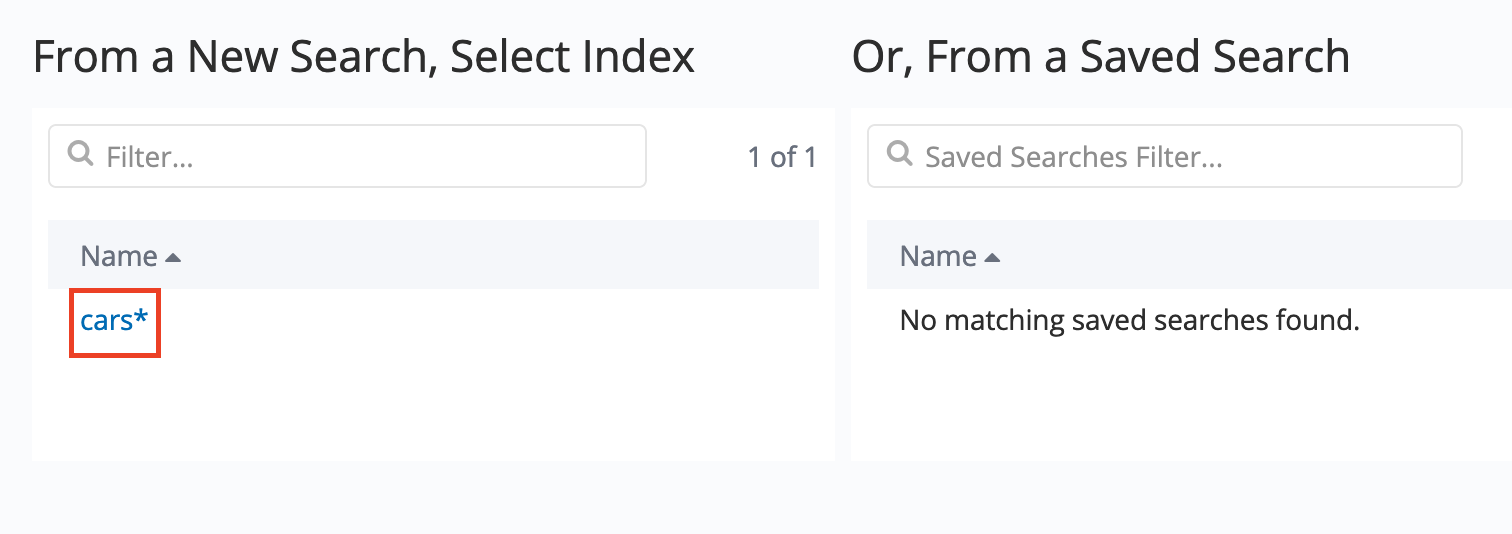 From a New Search, Select Index
Filter...
1 of 1
Name
cars*
Or, From a Saved Search
Saved Searches Filter...
Name
No matching saved searches found.